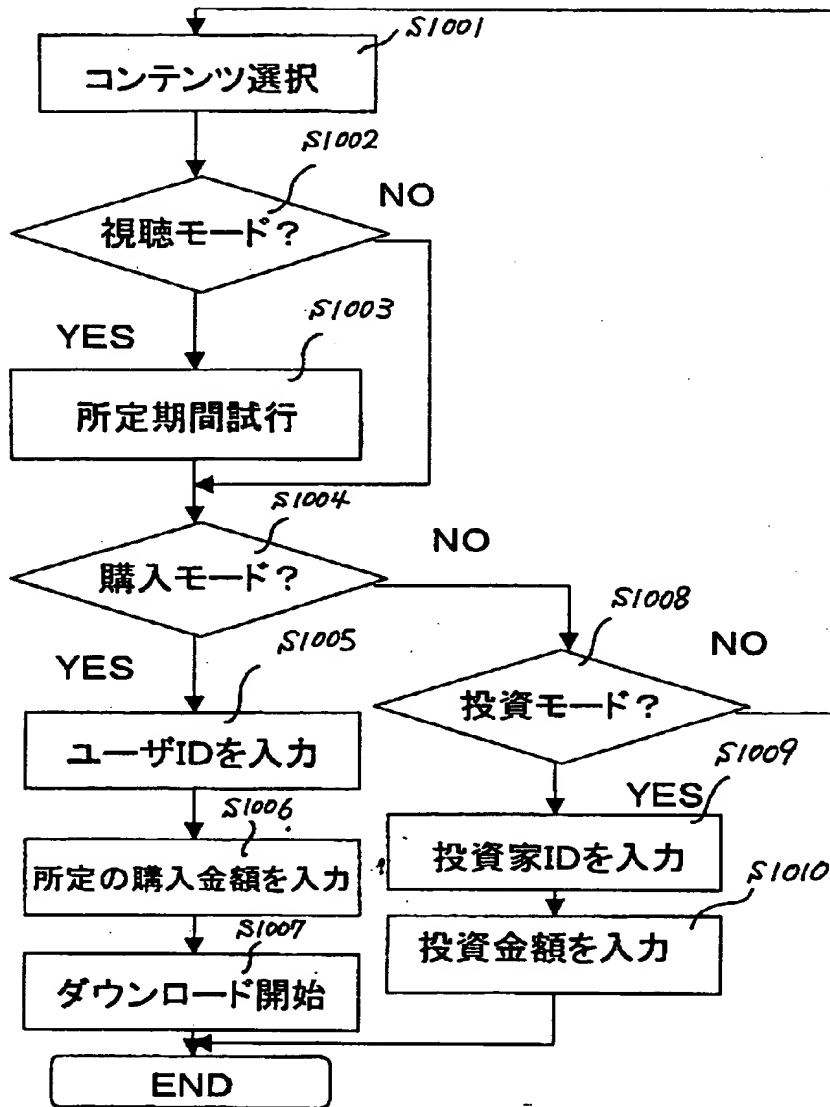 S1001
コンテンツ選択
S1002
視聴モード?
NO
YES
S1003
所定期間試行
S1004
購入モード?
NO
YES
S1005
ユーザIDを入力
S1006
所定の購入金額を入力
S1007
ダウンロード開始
S1008
投資モード?
NO
YES
S1009
投資家IDを入力
S1010
投資金額を入力
END